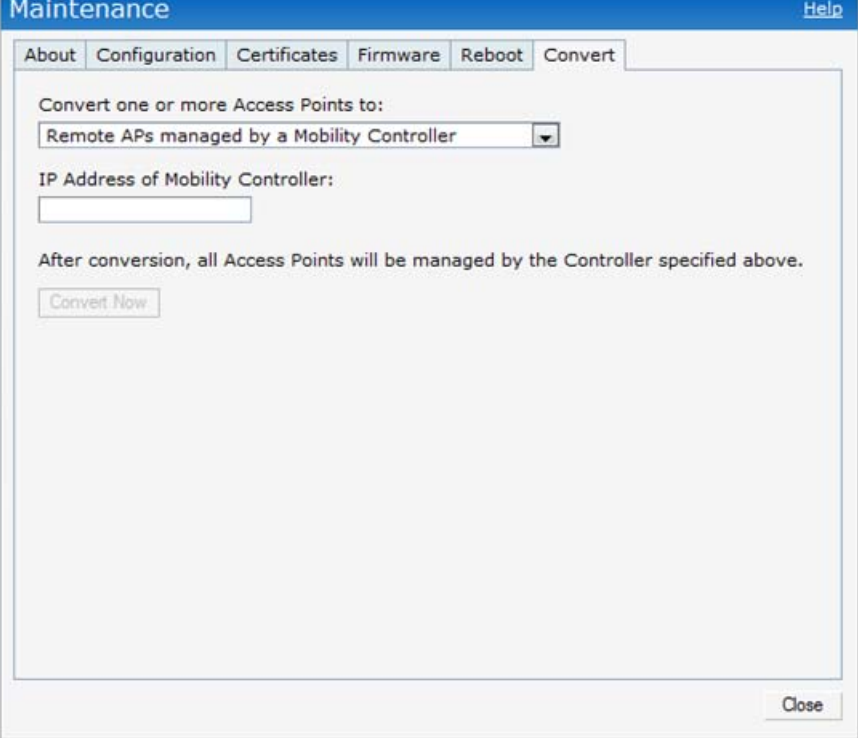 Maintenance
Help
About
Configuration
Certificates
Firmware
Reboot
Convert
Convert one or more Access Points to:
Remote APs managed by a Mobility Controller
IP Address of Mobility Controller:
After conversion, all Access Points will be managed by the Controller specified above.
Convert Now
Close